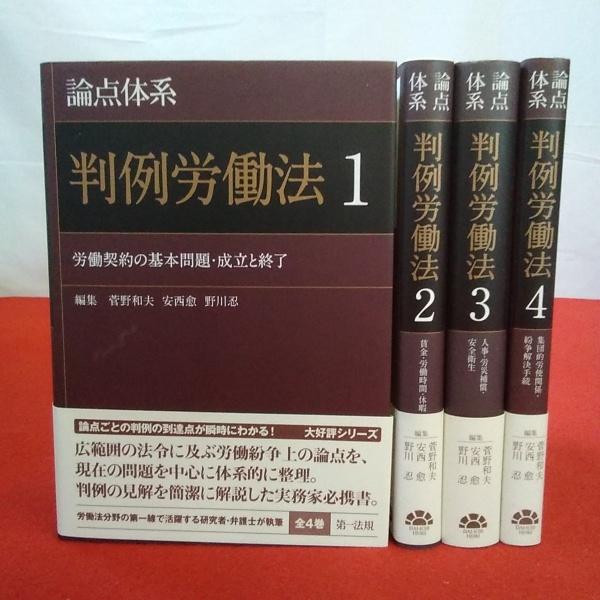 論点体系
判例労働法 1
労働契約の基本問題・成立と終了
編集 菅野和夫 安西愈 野川忍
論点ごとの判例の到達点が瞬時にわかる! 大好評シリーズ
広範囲の法令に及ぶ労働紛争上の論点を、
現在の問題を中心に体系的に整理。
判例の見解を簡潔に解説した実務家必携書。
労働法分野の第一線で活躍する研究者・弁護士が執筆 全4巻 第一法規
論点
体系
判例労働法
2
賃金・労働時間・休暇
編集
菅野和夫
安西愈
野川忍
DAI-ICHI
HOKI
論点
体系
判例労働法
3
人事・労災補償・
安全衛生
編集
菅野和夫
安西愈
野川忍
DAI-ICHI
HOKI
論点
体系
判例労働法
4
集団的労使関係・
紛争解決手続
編集
菅野和夫
安西愈
野川忍
DAI-ICHI
HOKI